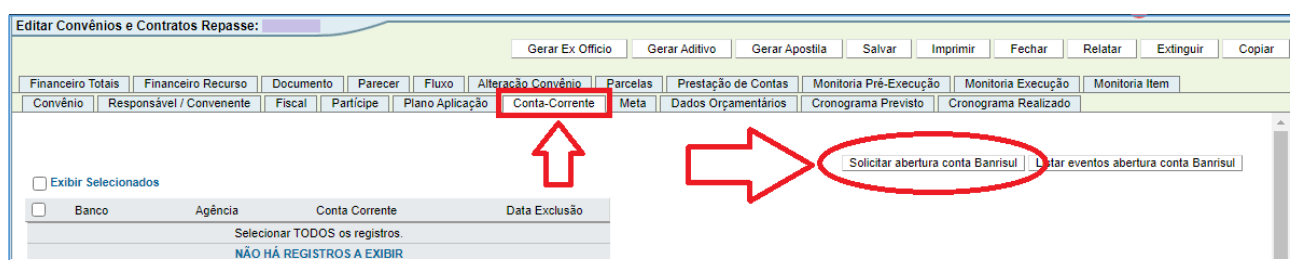 Editar Convênios e Contratos Repasse:
Gerar Ex Officio Gerar Aditivo Gerar Apostila Salvar Imprimir Fechar Relatar Extinguir Copiar
Financeiro Totais Financeiro Recurso Documento Parecer Fluxo Alteração Convênio Parcelas Prestação de Contas Monitoria Pré-Execução Monitoria Execução Monitoria Item
Convênio Responsável / Convenente Fiscal Partícipe Plano Aplicação Conta-Corrente Meta Dados Orçamentários Cronograma Previsto Cronograma Realizado
Solicitar abertura conta Banrisul Listar eventos abertura conta Banrisul
Exibir Selecionados
Banco Agência Conta Corrente Data Exclusão
Selecionar TODOS os registros.
NÃO HÁ REGISTROS A EXIBIR